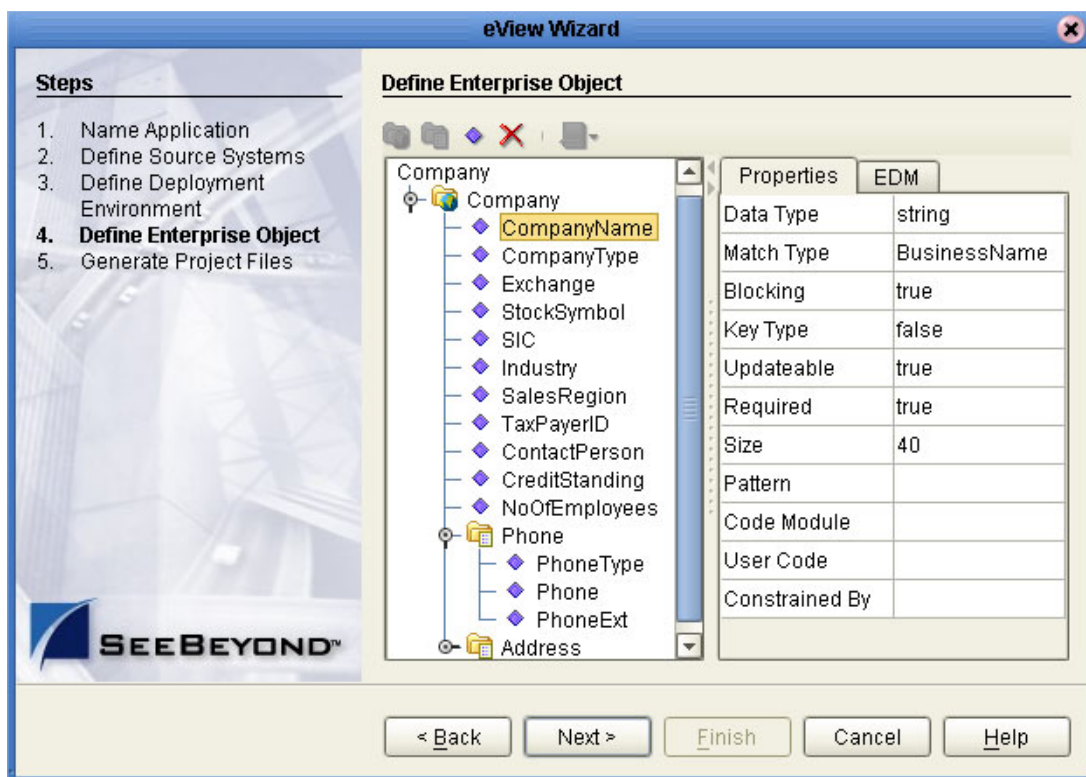 eView Wizard
Steps
1. Name Application
2. Define Source Systems
3. Define Deployment
Environment
4. Define Enterprise Object
5. Generate Project Files
SEEBEYOND™
Define Enterprise Object
Company
Company
CompanyName
CompanyType
Exchange
StockSymbol
SIC
Industry
SalesRegion
TaxPayerID
ContactPerson
CreditStanding
NoOfEmployees
Phone
PhoneType
Phone
PhoneExt
Address
Properties EDM
Data Type string
Match Type BusinessName
Blocking true
Key Type false
Updateable true
Required true
Size 40
Pattern
Code Module
User Code
Constrained By
< Back Next > Finish Cancel Help